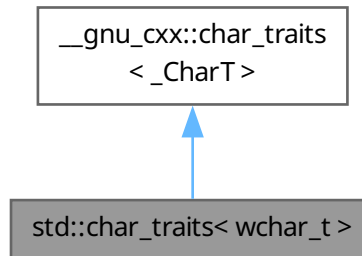 __gnu_cxx::char_traits
< _CharT >
std::char_traits< wchar_t >